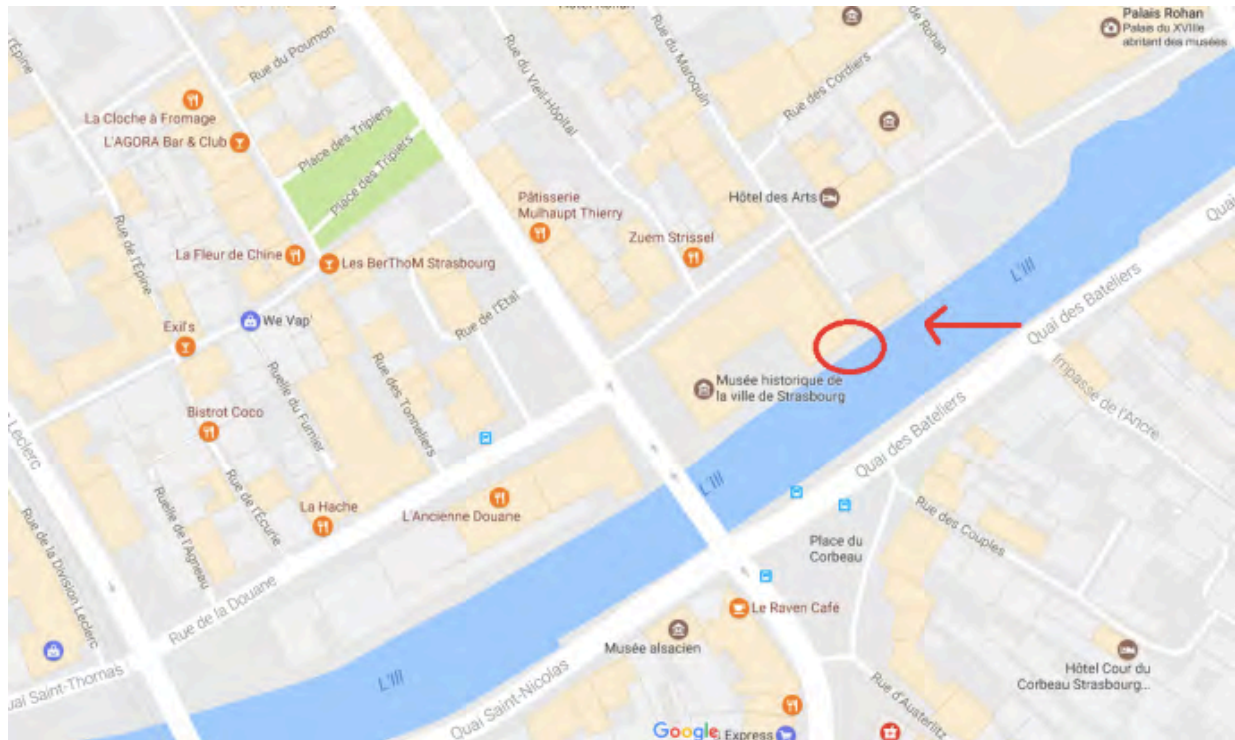 Palais Rohan
Palais du XVIIIe
abritant des musées
de Rohan
l'Épine
Rue du Poumon
Rue du Vieil-Hôpital
Rue du Maroquin
Rue des Cordiers
La Cloche à Fromage
L'AGORA Bar & Club
Place des Tripiers
Place des Tripiers
Pâtisserie
Mulhaupt Thierry
Hôtel des Arts
Zuem Strissel
Rue de l'Épine
La Fleur de Chine
Les BerThoM Strasbourg
L'Ill
Quai des Bateliers
Rue de l'Etal
We Vap'
Exil's
Ruelle du Fumier
Rue des Tonneliers
Musée historique de
la ville de Strasbourg
Impasse de l'Ancre
Bistrot Coco
Quai des Bateliers
Leclerc
Rue de l'Écurie
L'Ill
La Hache
L'Ancienne Douane
Ruelle de l'Agneau
Rue des Couples
Place du
Corbeau
Rue de la Division Leclerc
Rue de la Douane
Le Raven Café
Musée alsacien
Hôtel Cour du
Corbeau Strasbourg...
L'Ill
Quai Saint-Nicolas
Rue d'Austerlitz
Google
Express